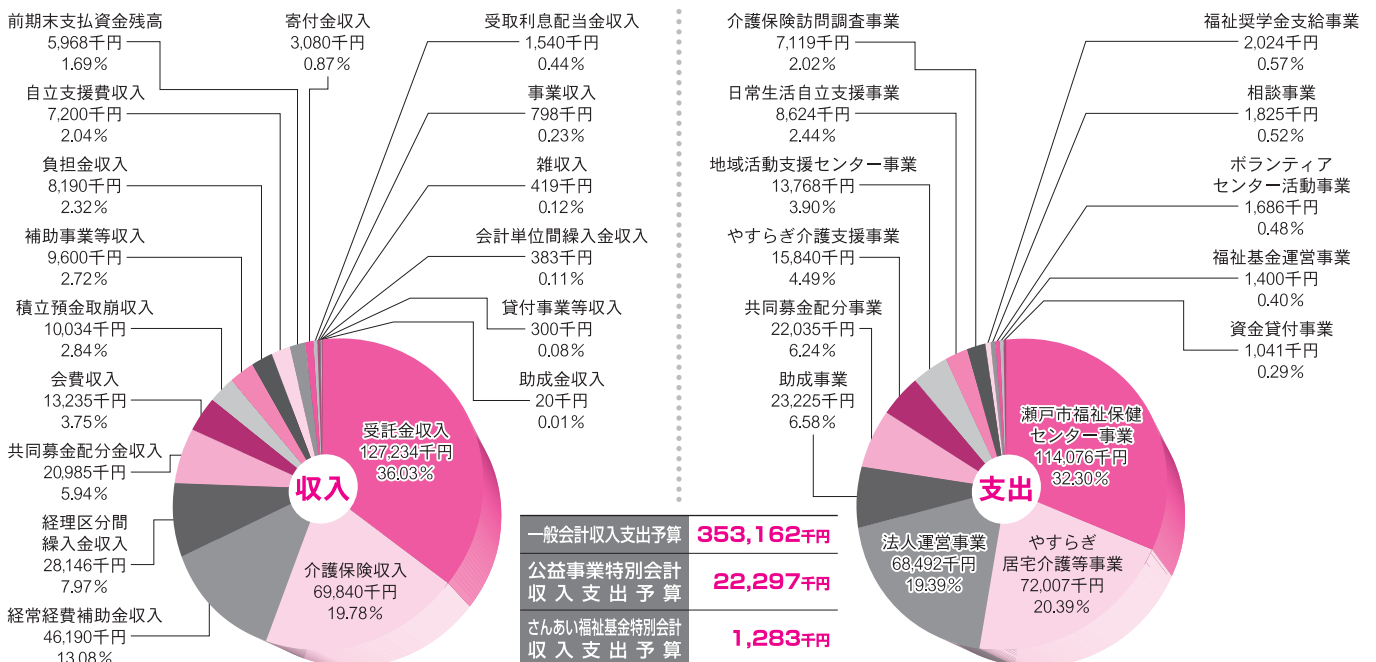 前期末支払資金残高
5,968千円
1.69%
自立支援費収入
7,200千円
2.04%
負担金収入
8,190千円
2.32%
補助事業等収入
9,600千円
2.72%
積立預金取崩収入
10,034千円
2.84%
会費収入
13,235千円
3.75%
共同募金配分金収入
20,985千円
5.94%
経理区分間
繰入金収入
28,146千円
7.97%
経常経費補助金収入
46,190千円
13.08%
寄付金収入
3,080千円
0.87%
受取利息配当金収入
1,540千円
0.44%
事業収入
798千円
0.23%
雑収入
419千円
0.12%
会計単位間繰入金収入
383千円
0.11%
貸付事業等収入
300千円
0.08%
助成金収入
20千円
0.01%
受託金収入
127,234千円
36.03%
収入
介護保険収入
69,840千円
19.78%
一般会計収入支出予算 353,162千円
公益事業特別会計
収入支出予算 22,297千円
さんあい福祉基金特別会計
収入支出予算 1,283千円
介護保険訪問調査事業
7,119千円
2.02%
日常生活自立支援事業
8,624千円
2.44%
地域活動支援センター事業
13,768千円
3.90%
やすらぎ介護支援事業
15,840千円
4.49%
共同募金配分事業
22,035千円
6.24%
助成事業
23,225千円
6.58%
福祉奨学金支給事業
2,024千円
0.57%
相談事業
1,825千円
0.52%
ボランティア
センター活動事業
1,686千円
0.48%
福祉基金運営事業
1,400千円
0.40%
資金貸付事業
1,041千円
0.29%
瀬戸市福祉保健
センター事業
114,076千円
32.30%
支出
法人運営事業
68,492千円
19.39%
やすらぎ
居宅介護等事業
72,007千円
20.39%